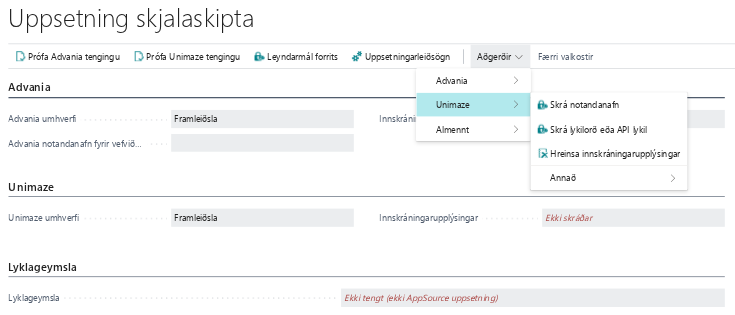 Uppsetning skjalaskipta
Prófa Advania tengingu Prófa Unimaze tengingu Leyndarmál forrits Uppsetningarleiðsögn Aðgerðir Færri valkostir
Advania
Unimaze
Almennt
Skrá notandanafn
Skrá lykilorð eða API lykil
Hreinsa innskráningarupplýsingar
Annað
Advania
Advania umhverfi Framleiðsla Innskráni
Advania notandanafn fyrir vefvið...
Unimaze
Unimaze umhverfi Framleiðsla Innskráningarupplýsingar Ekki skráðar
Lyklageymsla
Lyklageymsla Ekki tengt (ekki AppSource uppsetning)